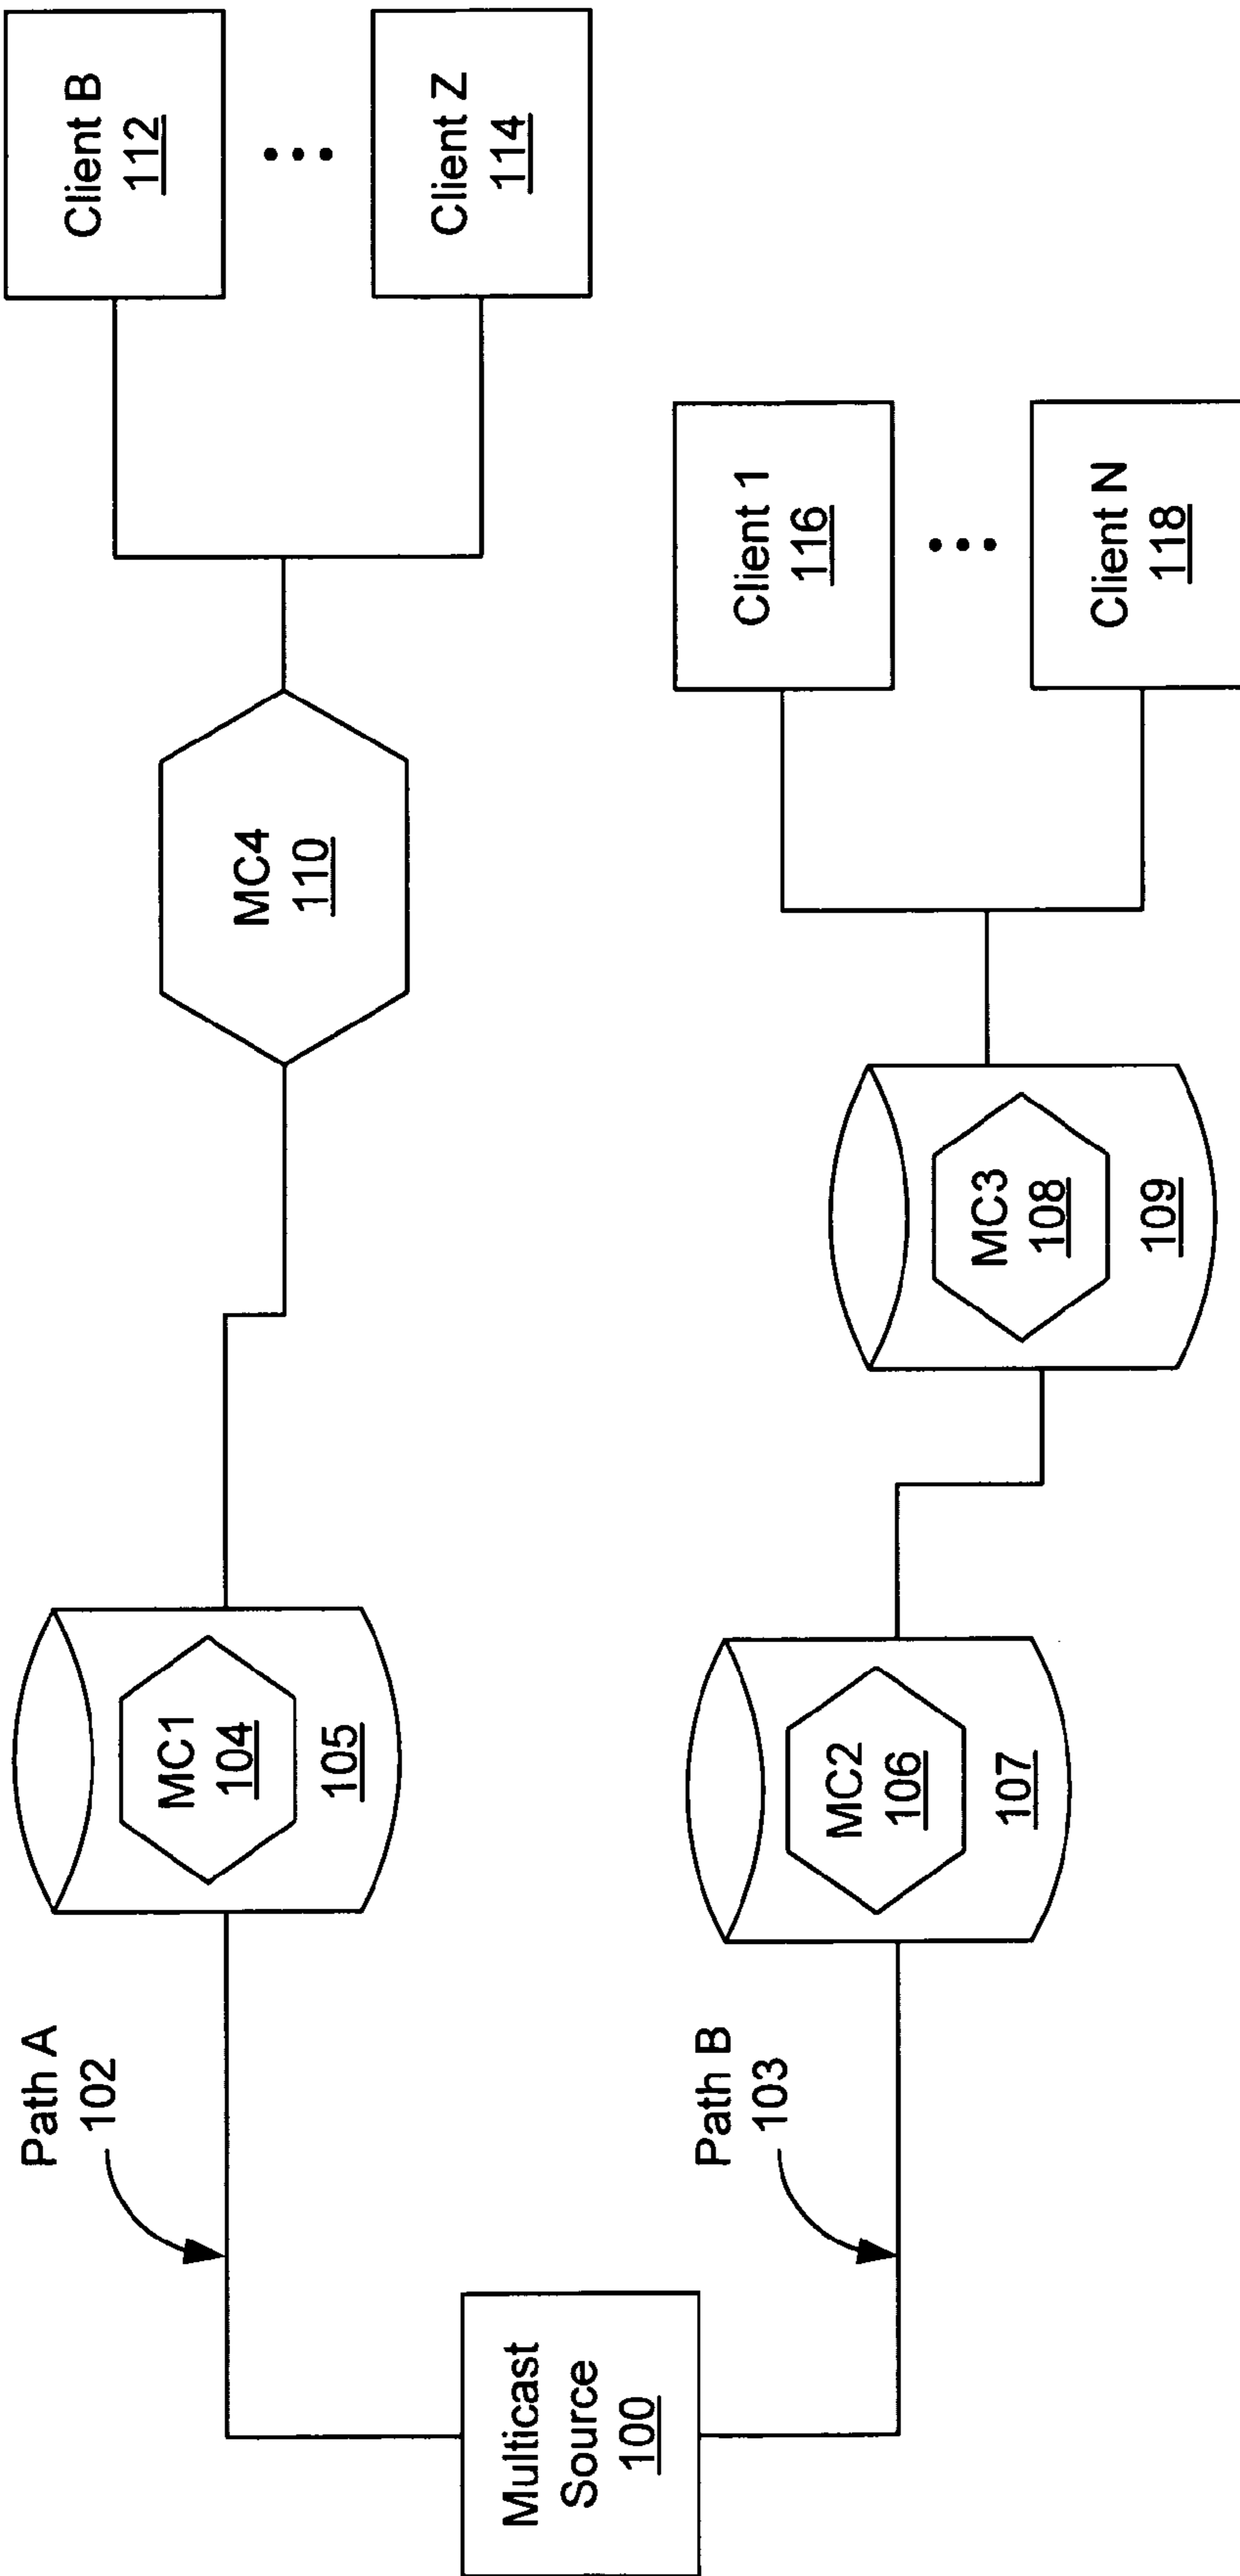 Path A
102
MC1
104
105
MC4
110
Client B
112
Client Z
114
Multicast
Source
100
Path B
103
MC2
106
107
MC3
108
109
Client 1
116
Client N
118